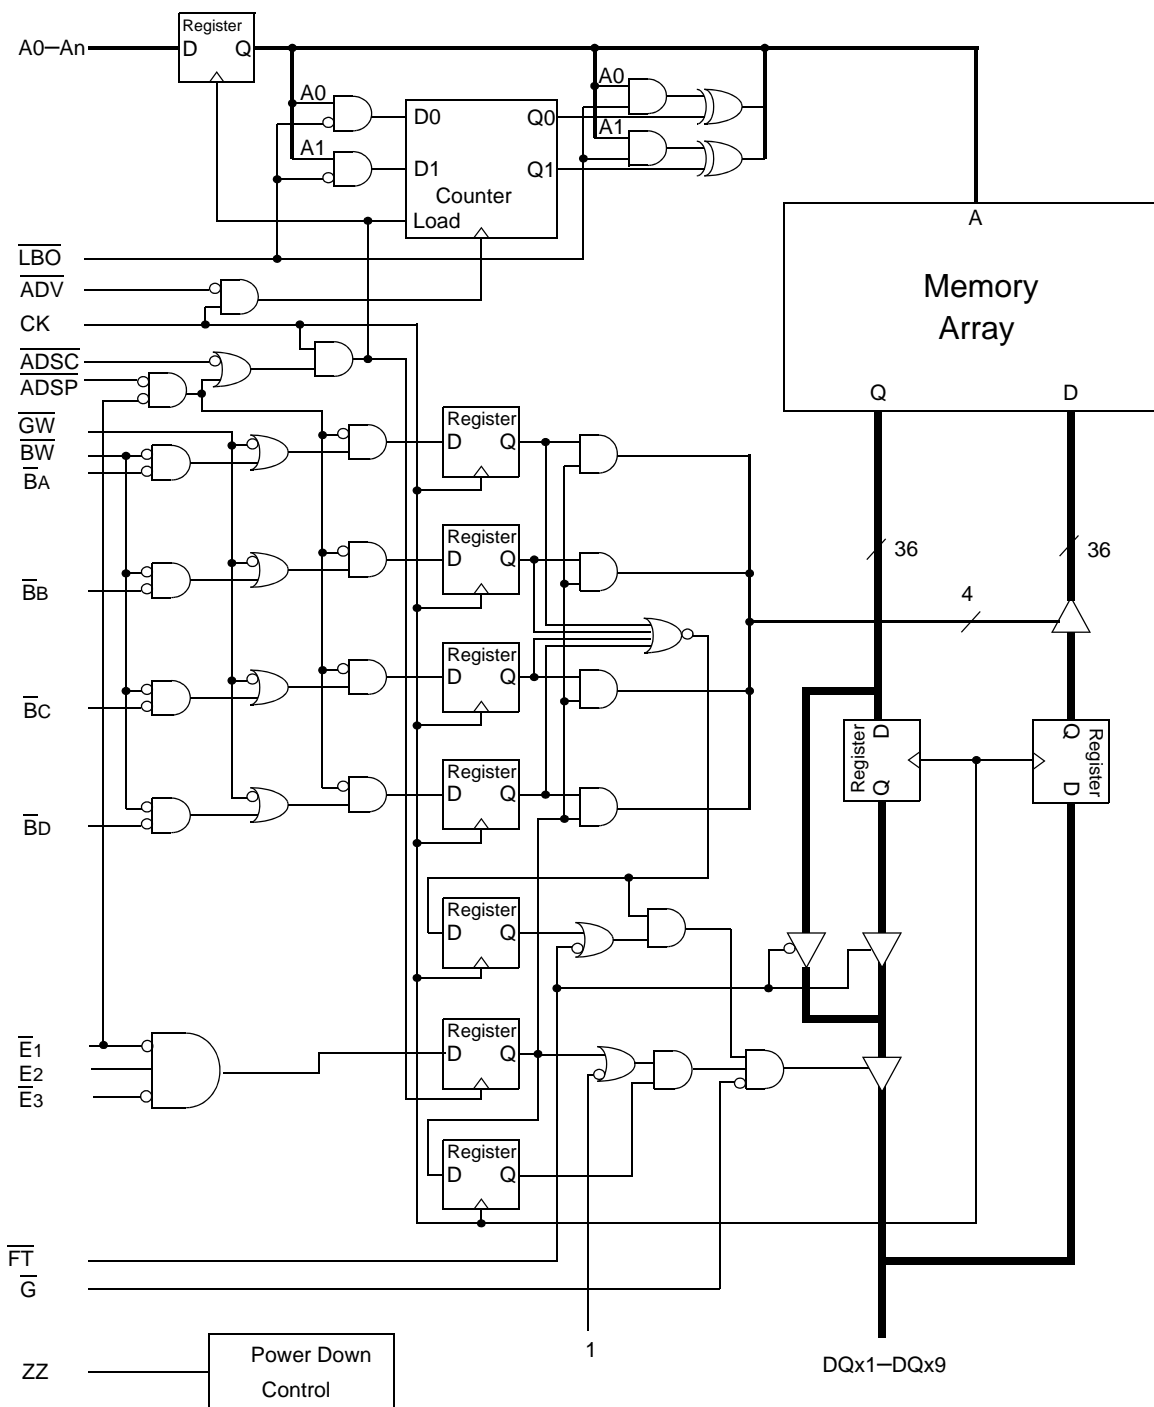 Register
A0–An
D Q
A0
A0
D0 Q0
A1
A1
D1 Q1
Counter
Load
A
LBO
ADV
CK
Memory
Array
ADSC
ADSP
Q D
GW
BW
BA
Register
D Q
Register
D Q
36 36
BB
4
Register
D Q
BC
D
Register
Q
Q
Register
D
Register
D Q
BD
Register
D Q
E1
E2
E3
Register
D Q
Register
D Q
FT
G
1
ZZ
Power Down
Control
DQx1–DQx9